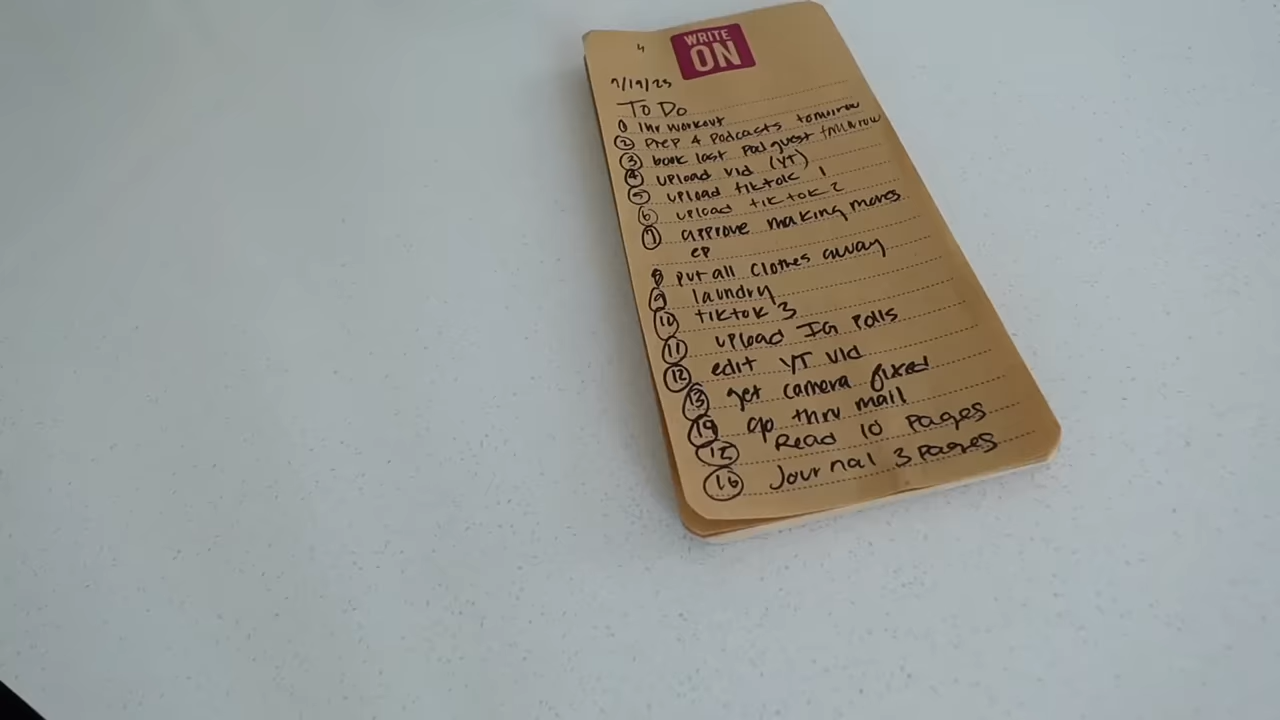 WRITE
ON
4
7/19/23
To Do
① 1hr workout
② Prep 4 Podcasts tomorrow
③ book last pod guest tomorrow
④ upload vid (YT)
⑤ upload tiktok 1
⑥ upload tiktok 2
⑦ approve making moves
ep
⑧ put all clothes away
⑨ laundry
⑩ tiktok 3
⑪ upload IG polls
⑫ edit YT vid
⑬ get camera fixed
⑭ go thru mail
⑮ Read 10 pages
⑯ Journal 3 pages